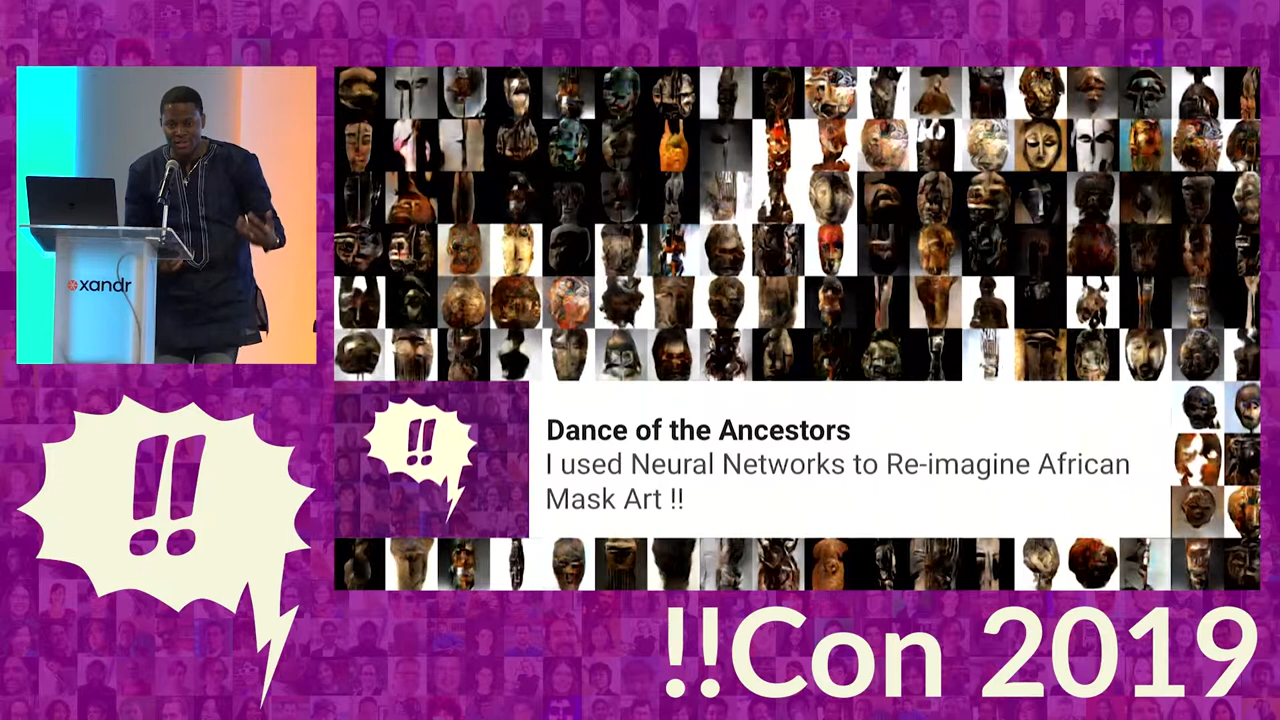 xandr
!!
!!
Dance of the Ancestors
I used Neural Networks to Re-imagine African
Mask Art !!
!!Con 2019